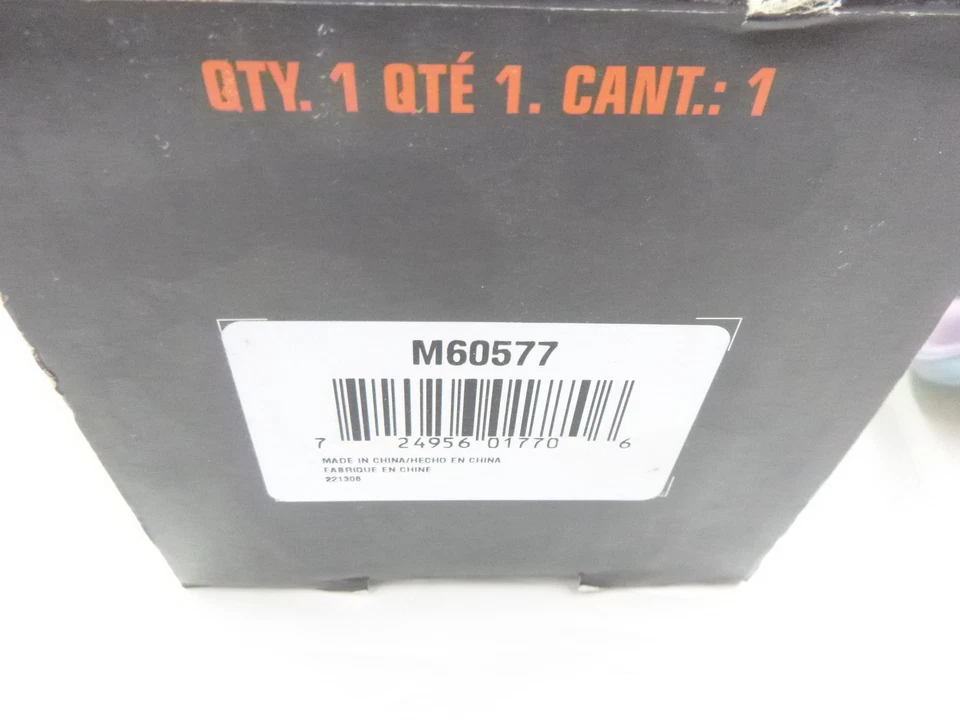 QTY. 1 QTÉ 1. CANT.: 1
M60577
7 24956 01770 6
MADE IN CHINA/HECHO EN CHINA
FABRIQUE EN CHINE
221306